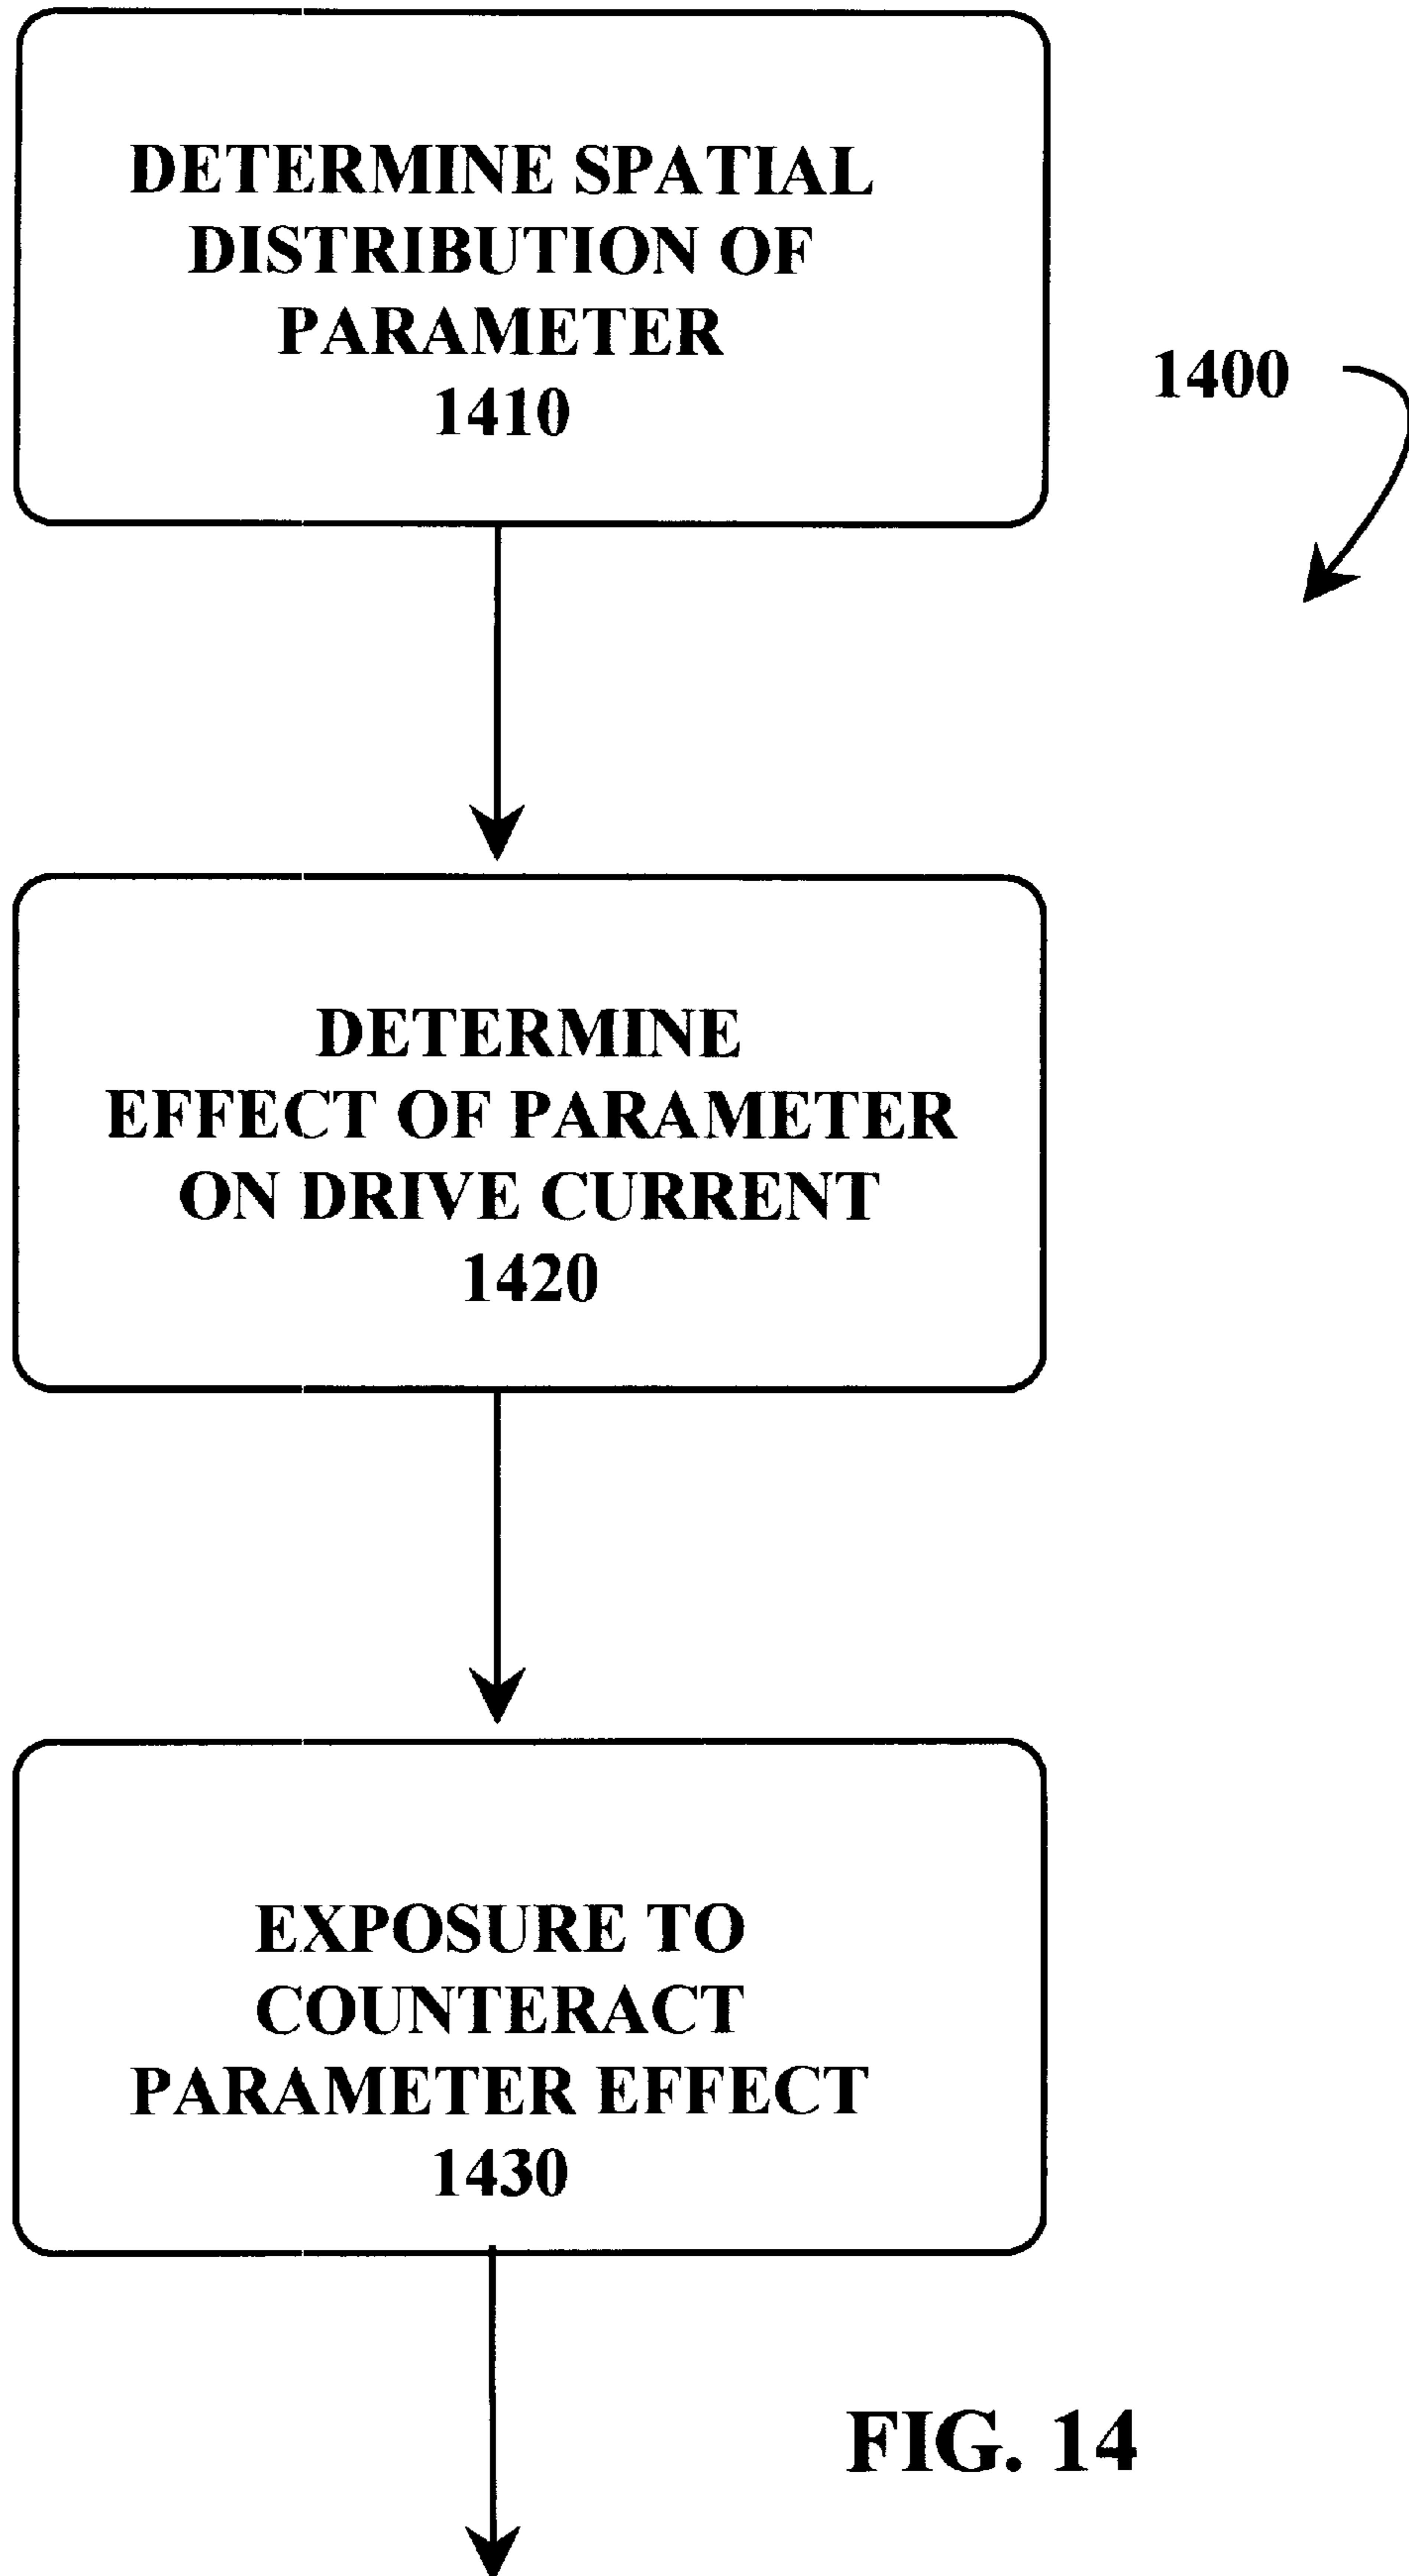 DETERMINE SPATIAL
DISTRIBUTION OF
PARAMETER
1410
1400
DETERMINE
EFFECT OF PARAMETER
ON DRIVE CURRENT
1420
EXPOSURE TO
COUNTERACT
PARAMETER EFFECT
1430
FIG. 14